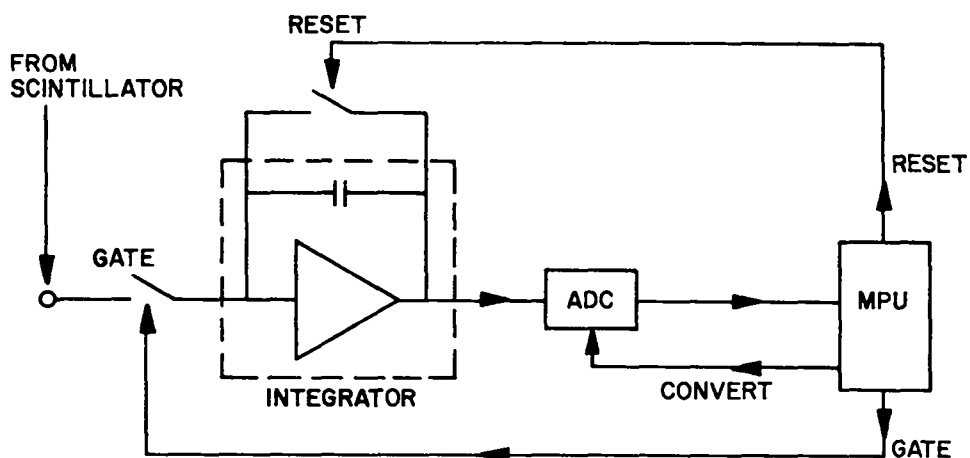 RESET
FROM
SCINTILLATOR
RESET
GATE
ADC
MPU
CONVERT
INTEGRATOR
GATE